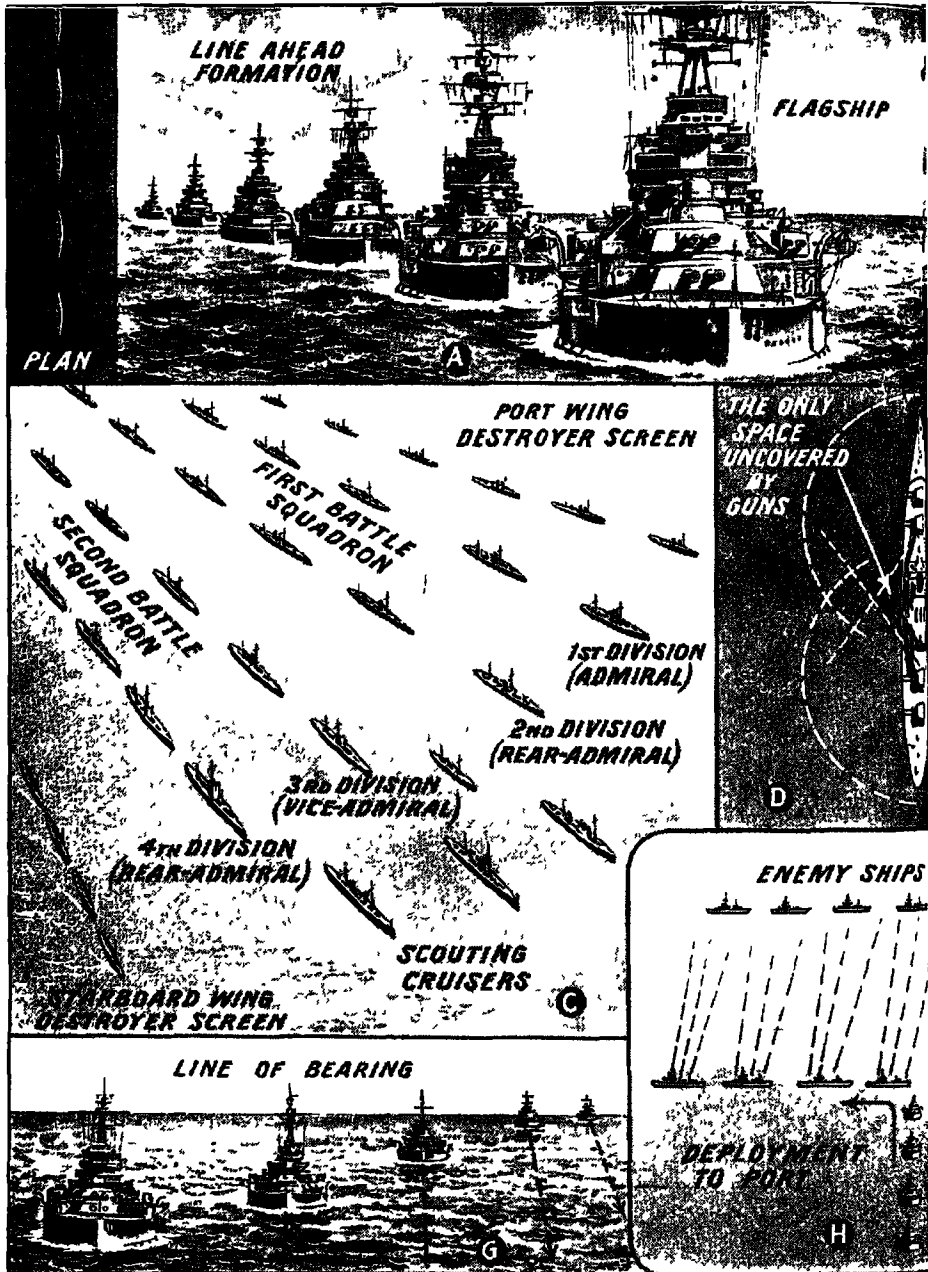 LINE AHEAD
FORMATION
FLAGSHIP
PLAN
A
PORT WING
DESTROYER SCREEN
FIRST BATTLE
SQUADRON
SECOND BATTLE
SQUADRON
1ST DIVISION
(ADMIRAL)
2ND DIVISION
(REAR-ADMIRAL)
3RD DIVISION
(VICE-ADMIRAL)
4TH DIVISION
(REAR-ADMIRAL)
SCOUTING
CRUISERS
STARBOARD WING
DESTROYER SCREEN
C
THE ONLY
SPACE
UNCOVERED
BY
GUNS
D
LINE OF BEARING
G
ENEMY SHIPS
DEPLOYMENT
TO PORT
H